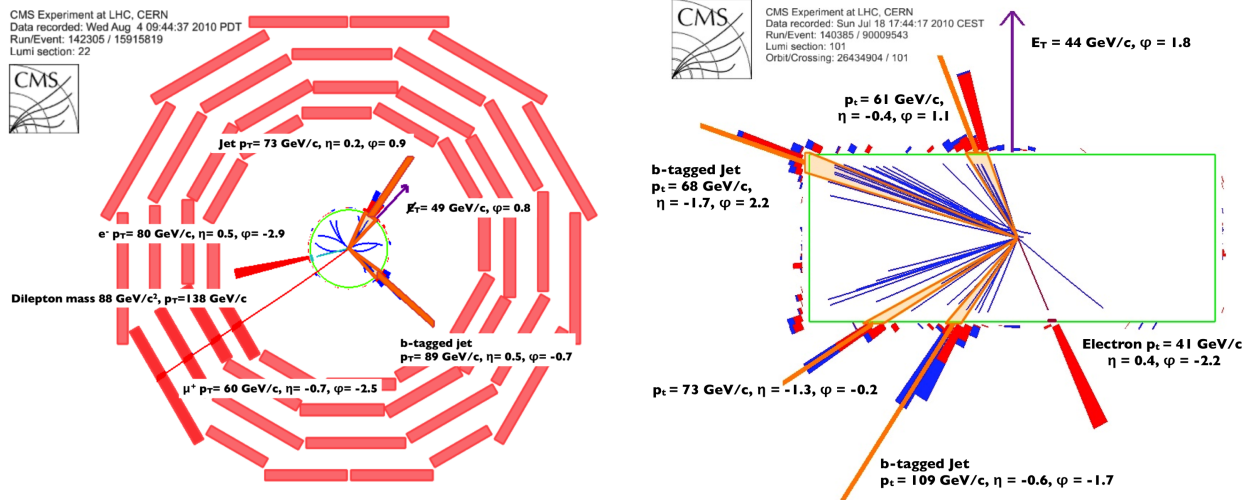 CMS Experiment at LHC, CERN
Data recorded: Wed Aug 4 09:44:37 2010 PDT
Run/Event: 142305 / 15915819
Lumi section: 22
CMS
Jet pT= 73 GeV/c, η= 0.2, φ= 0.9
E̸T= 49 GeV/c, φ= 0.8
e- pT= 80 GeV/c, η= 0.5, φ= -2.9
Dilepton mass 88 GeV/c², pT=138 GeV/c
b-tagged jet
pT= 89 GeV/c, η= 0.5, φ= -0.7
μ+ pT= 60 GeV/c, η= -0.7, φ= -2.5
CMS
CMS Experiment at LHC, CERN
Data recorded: Sun Jul 18 17:44:17 2010 CEST
Run/Event: 140385 / 90009543
Lumi section: 101
Orbit/Crossing: 26434904 / 101
ET = 44 GeV/c, φ = 1.8
pt = 61 GeV/c,
η = -0.4, φ = 1.1
b-tagged Jet
pt = 68 GeV/c,
η = -1.7, φ = 2.2
Electron pt = 41 GeV/c
η = 0.4, φ = -2.2
pt = 73 GeV/c, η = -1.3, φ = -0.2
b-tagged Jet
pt = 109 GeV/c, η = -0.6, φ = -1.7